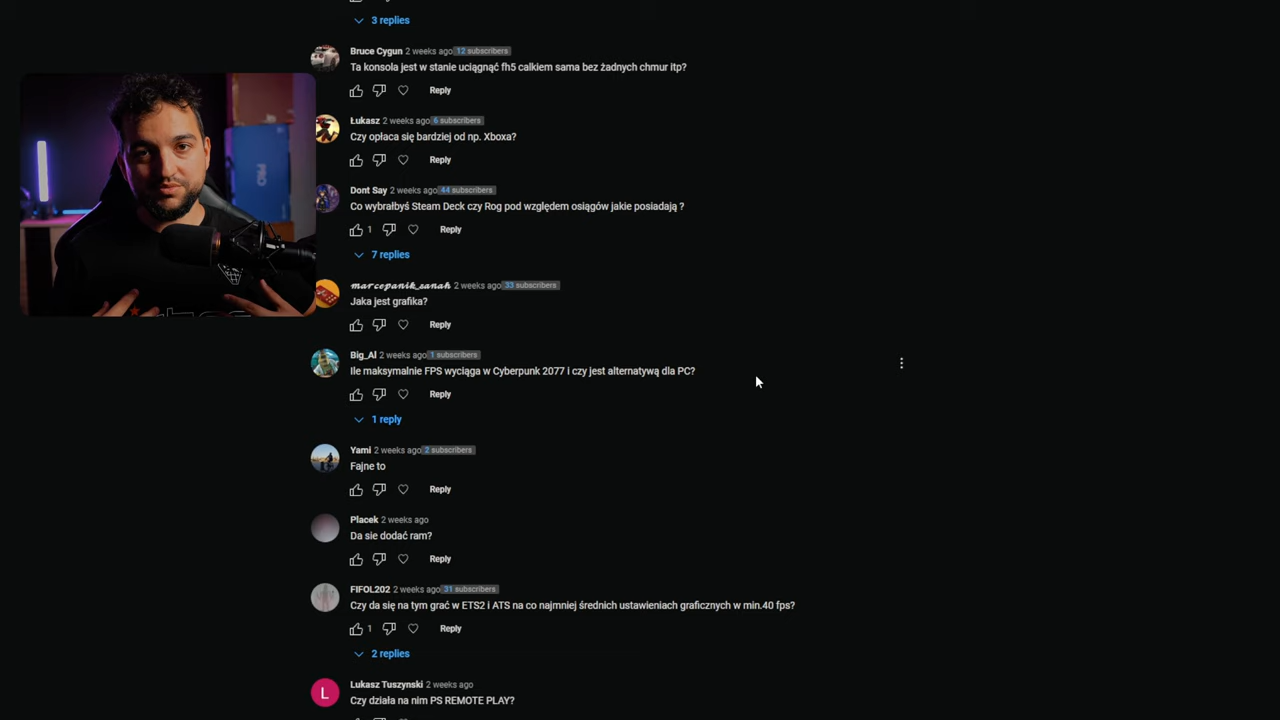 3 replies
Bruce Cygun 2 weeks ago 12 subscribers
Ta konsola jest w stanie uciągnąć fh5 calkiem sama bez żadnych chmur itp?
Reply
Łukasz 2 weeks ago 6 subscribers
Czy opłaca się bardziej od np. Xboxa?
Reply
Dont Say 2 weeks ago 44 subscribers
Co wybrałbyś Steam Deck czy Rog pod względem osiągów jakie posiadają ?
1 Reply
7 replies
𝓶𝓪𝓻𝓬𝓮𝓹𝓪𝓷𝓲𝓴_𝔃𝓪𝓷𝓪𝓱 2 weeks ago 33 subscribers
Jaka jest grafika?
Reply
Big_Al 2 weeks ago 1 subscribers
Ile maksymalnie FPS wyciąga w Cyberpunk 2077 i czy jest alternatywą dla PC?
Reply
1 reply
Yami 2 weeks ago 2 subscribers
Fajne to
Reply
Placek 2 weeks ago
Da sie dodać ram?
Reply
FIFOL202 2 weeks ago 31 subscribers
Czy da się na tym grać w ETS2 i ATS na co najmniej średnich ustawieniach graficznych w min.40 fps?
1 Reply
2 replies
L
Lukasz Tuszynski 2 weeks ago
Czy działa na nim PS REMOTE PLAY?